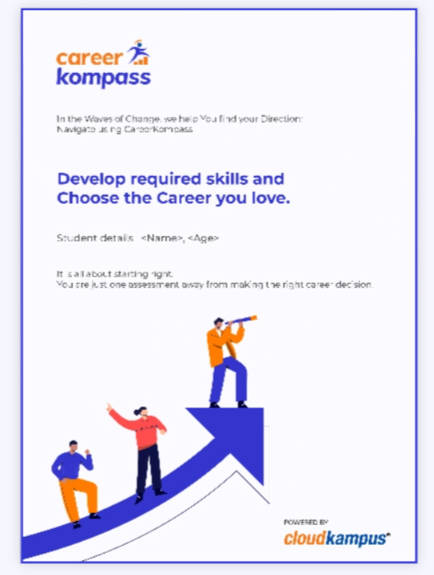 career
kompass
In the Waves of Change, we help You find your Direction:
Navigate using CareerKompass
Develop required skills and
Choose the Career you love.
Student details <Name>, <Age>
It is all about starting right.
You are just one assessment away from making the right career decision.
POWERED BY
cloudkampus